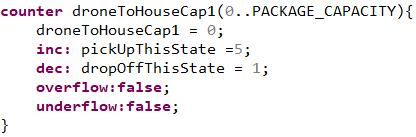 counter droneToHouseCap1(0..PACKAGE_CAPACITY){
droneToHouseCap1 = 0;
inc: pickUpThisState =5;
dec: dropOffThisState = 1;
overflow:false;
underflow:false;
}